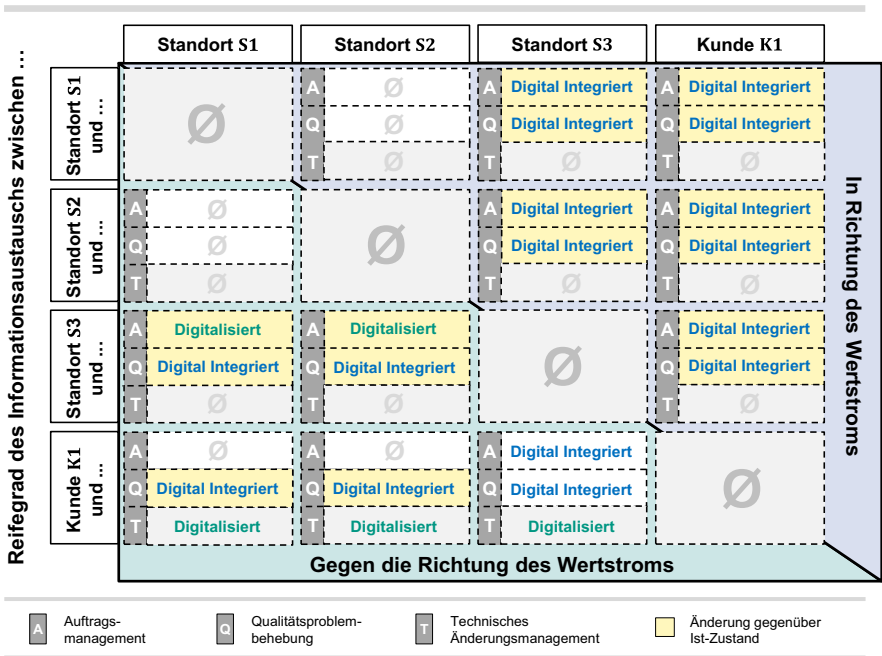 Reifegrad des Informationsaustauschs zwischen ...
Standort S1
Standort S2
Standort S3
Kunde K1
Standort S1
und ...
Ø
A Ø
Q Ø
T Ø
A Digital Integriert
Q Digital Integriert
T Ø
A Digital Integriert
Q Digital Integriert
T Ø
Standort S2
und ...
A Ø
Q Ø
T Ø
Ø
A Digital Integriert
Q Digital Integriert
T Ø
A Digital Integriert
Q Digital Integriert
T Ø
Standort S3
und ...
A Digitalisiert
Q Digital Integriert
T Ø
A Digitalisiert
Q Digital Integriert
T Ø
Ø
A Digital Integriert
Q Digital Integriert
T Ø
Kunde K1
und ...
A Ø
Q Digital Integriert
T Digitalisiert
A Ø
Q Digital Integriert
T Digitalisiert
A Digital Integriert
Q Digital Integriert
T Digitalisiert
Ø
In Richtung des Wertstroms
Gegen die Richtung des Wertstroms
A Auftrags-
management
Q Qualitätsproblem-
behebung
T Technisches
Änderungsmanagement
Änderung gegenüber
Ist-Zustand